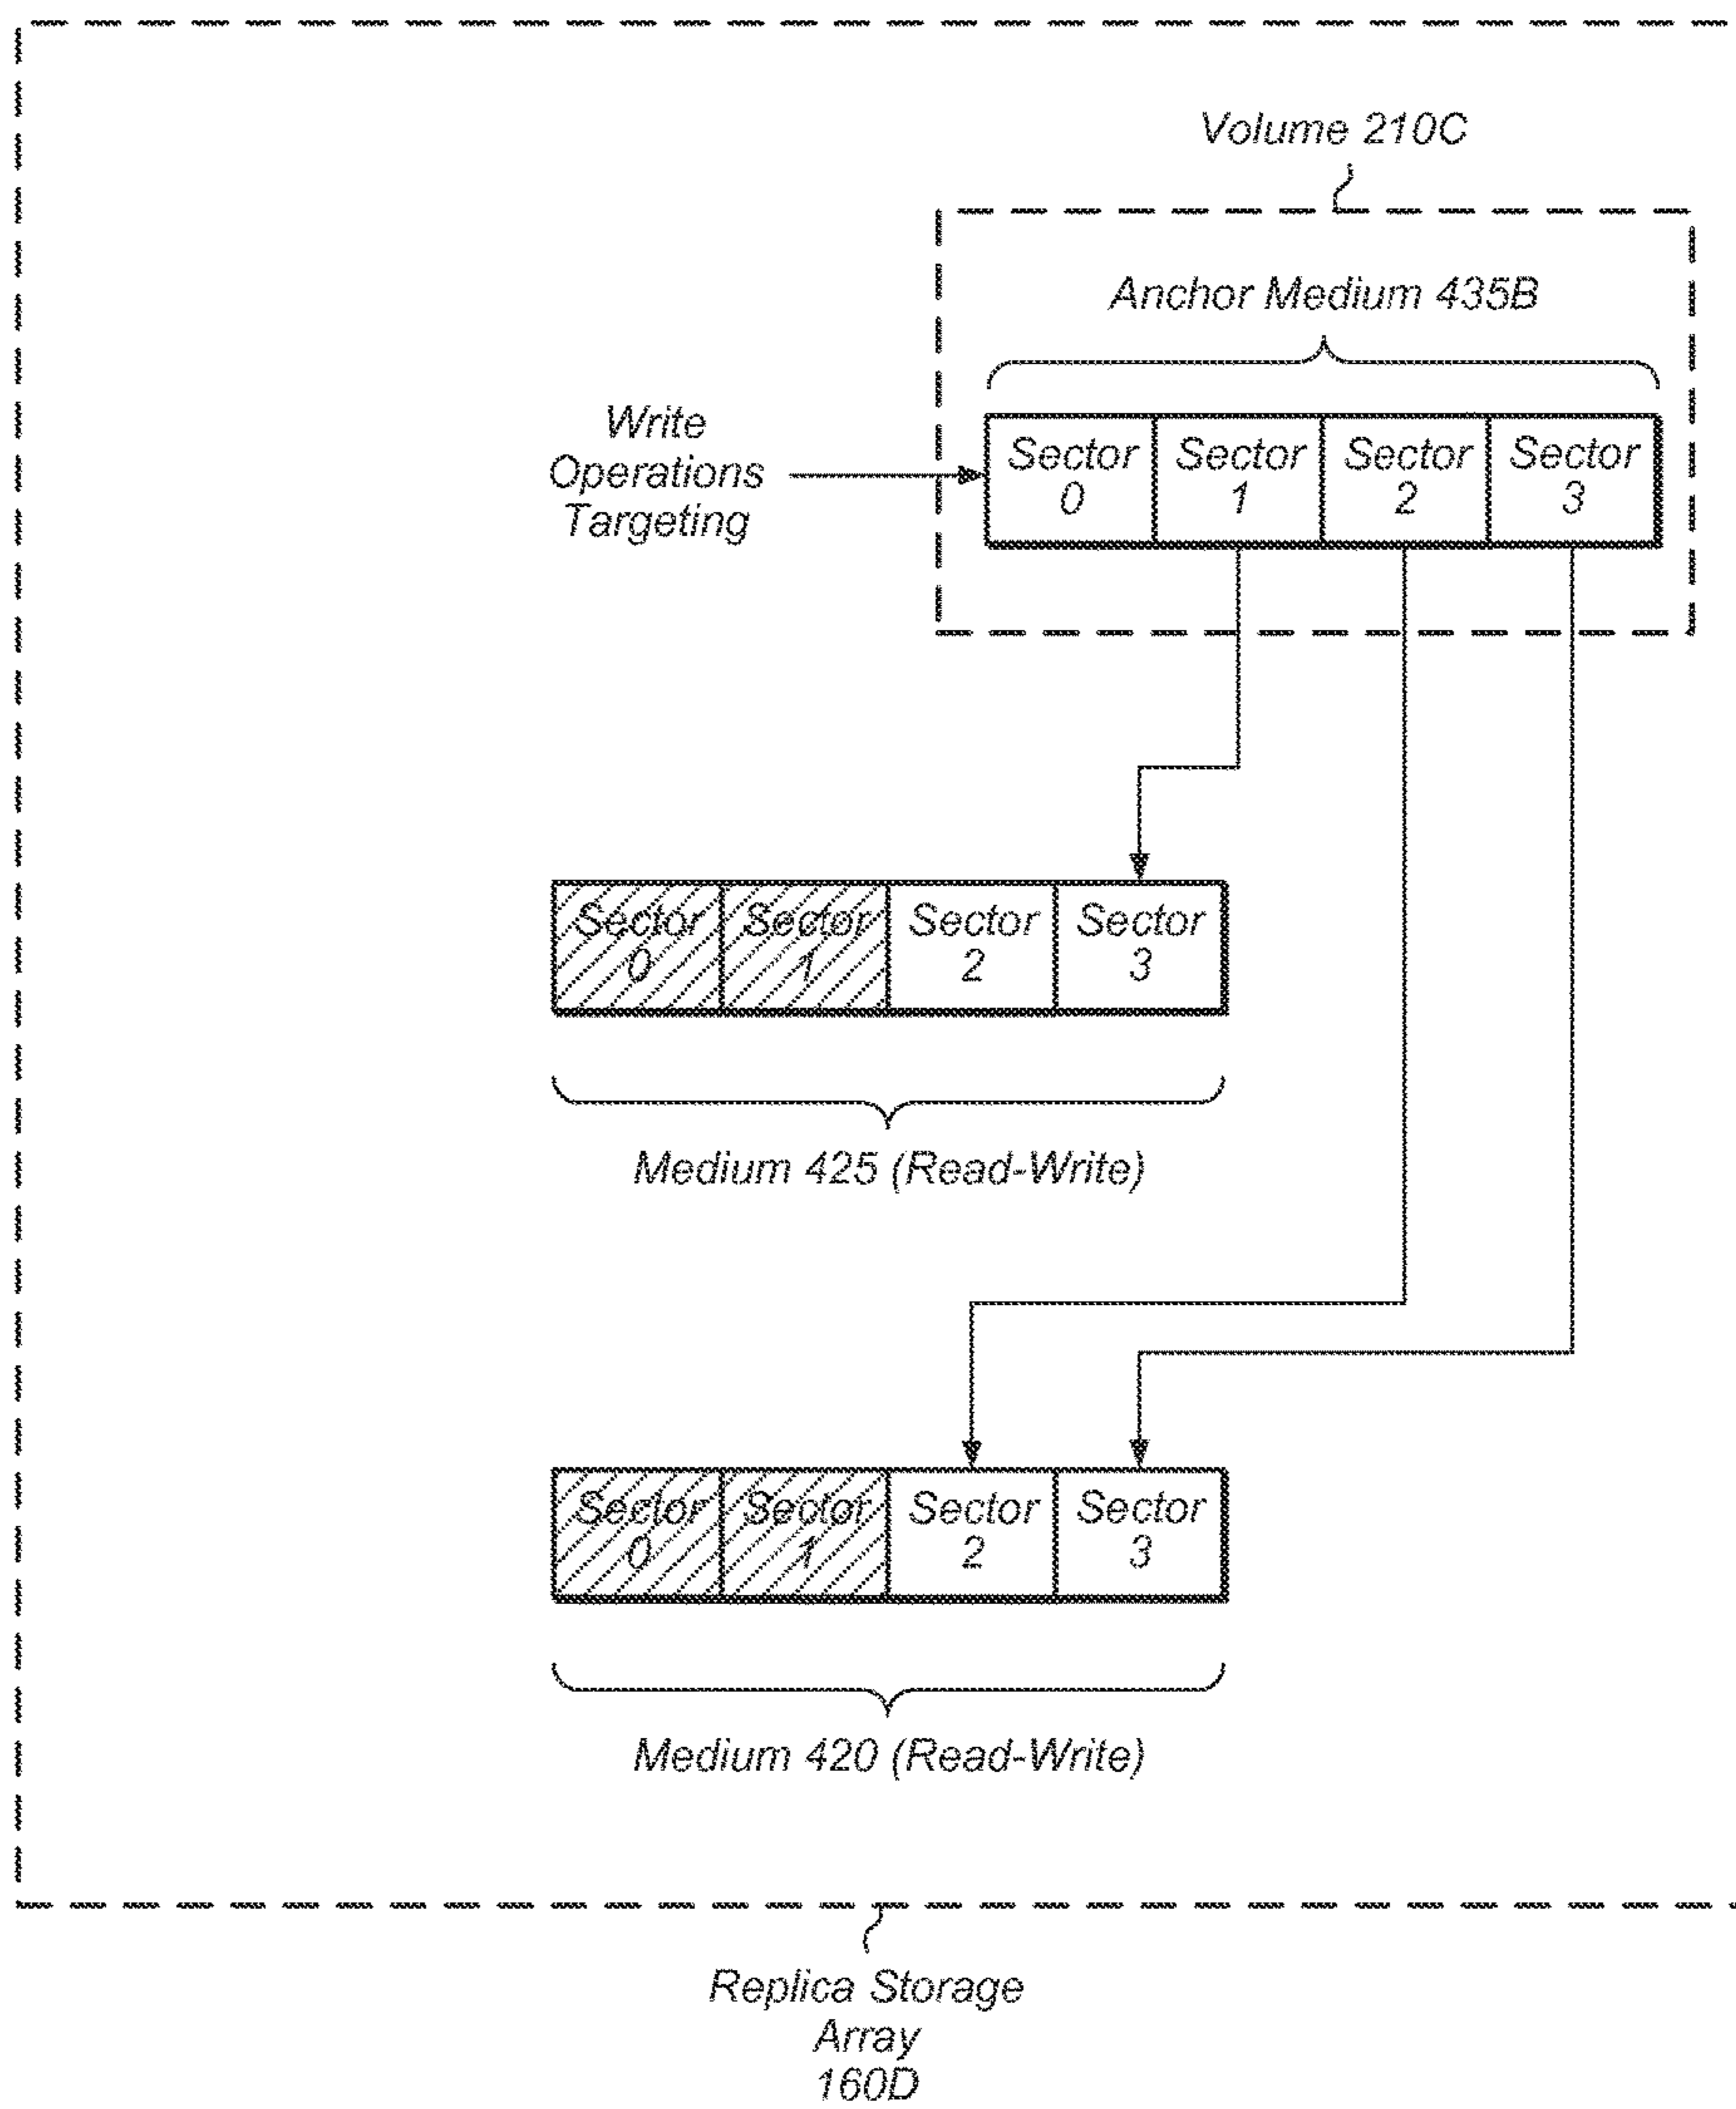 Volume 210C
Anchor Medium 435B
Write
Operations
Targeting
Sector Sector Sector Sector
0 1 2 3
Sector Sector Sector Sector
0 1 2 3
Medium 425 (Read-Write)
Sector Sector Sector Sector
0 1 2 3
Medium 420 (Read-Write)
Replica Storage
Array
160D